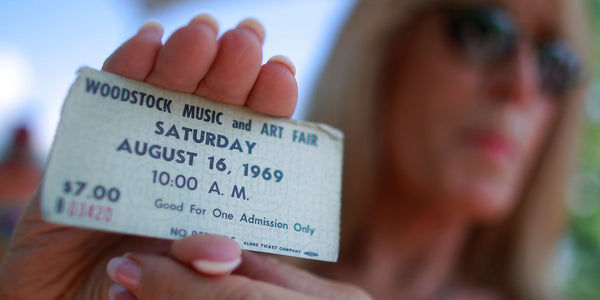 WOODSTOCK MUSIC and ART FAIR
SATURDAY
AUGUST 16, 1969
10:00 A. M.
$7.00
Good For One Admission Only
B 03420
NO
GLOBE TICKET COMPANY